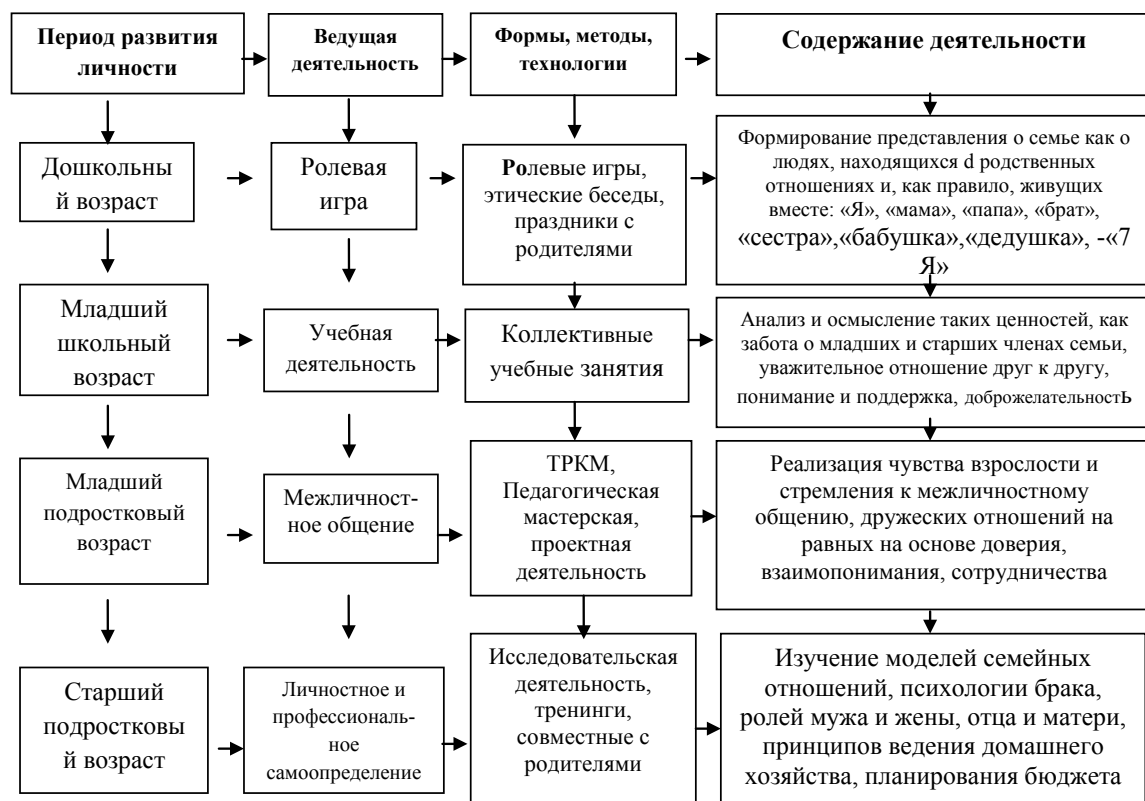 Период развития
личности
Ведущая
деятельность
Формы, методы,
технологии
Содержание деятельности
Дошкольны
й возраст
Ролевая
игра
Ролевые игры,
этические беседы,
праздники с
родителями
Формирование представления о семье как о
людях, находящихся d родственных
отношениях и, как правило, живущих
вместе: «Я», «мама», «папа», «брат»,
«сестра»,«бабушка»,«дедушка», -«7
Я»
Младший
школьный
возраст
Учебная
деятельность
Коллективные
учебные занятия
Анализ и осмысление таких ценностей, как
забота о младших и старших членах семьи,
уважительное отношение друг к другу,
понимание и поддержка, доброжелательность
Младший
подростковый
возраст
Межличност-
ное общение
ТРКМ,
Педагогическая
мастерская,
проектная
деятельность
Реализация чувства взрослости и
стремления к межличностному
общению, дружеских отношений на
равных на основе доверия,
взаимопонимания, сотрудничества
Старший
подростковы
й возраст
Личностное и
профессиональ-
ное
самоопределение
Исследовательская
деятельность,
тренинги,
совместные с
родителями
Изучение моделей семейных
отношений, психологии брака,
ролей мужа и жены, отца и матери,
принципов ведения домашнего
хозяйства, планирования бюджета